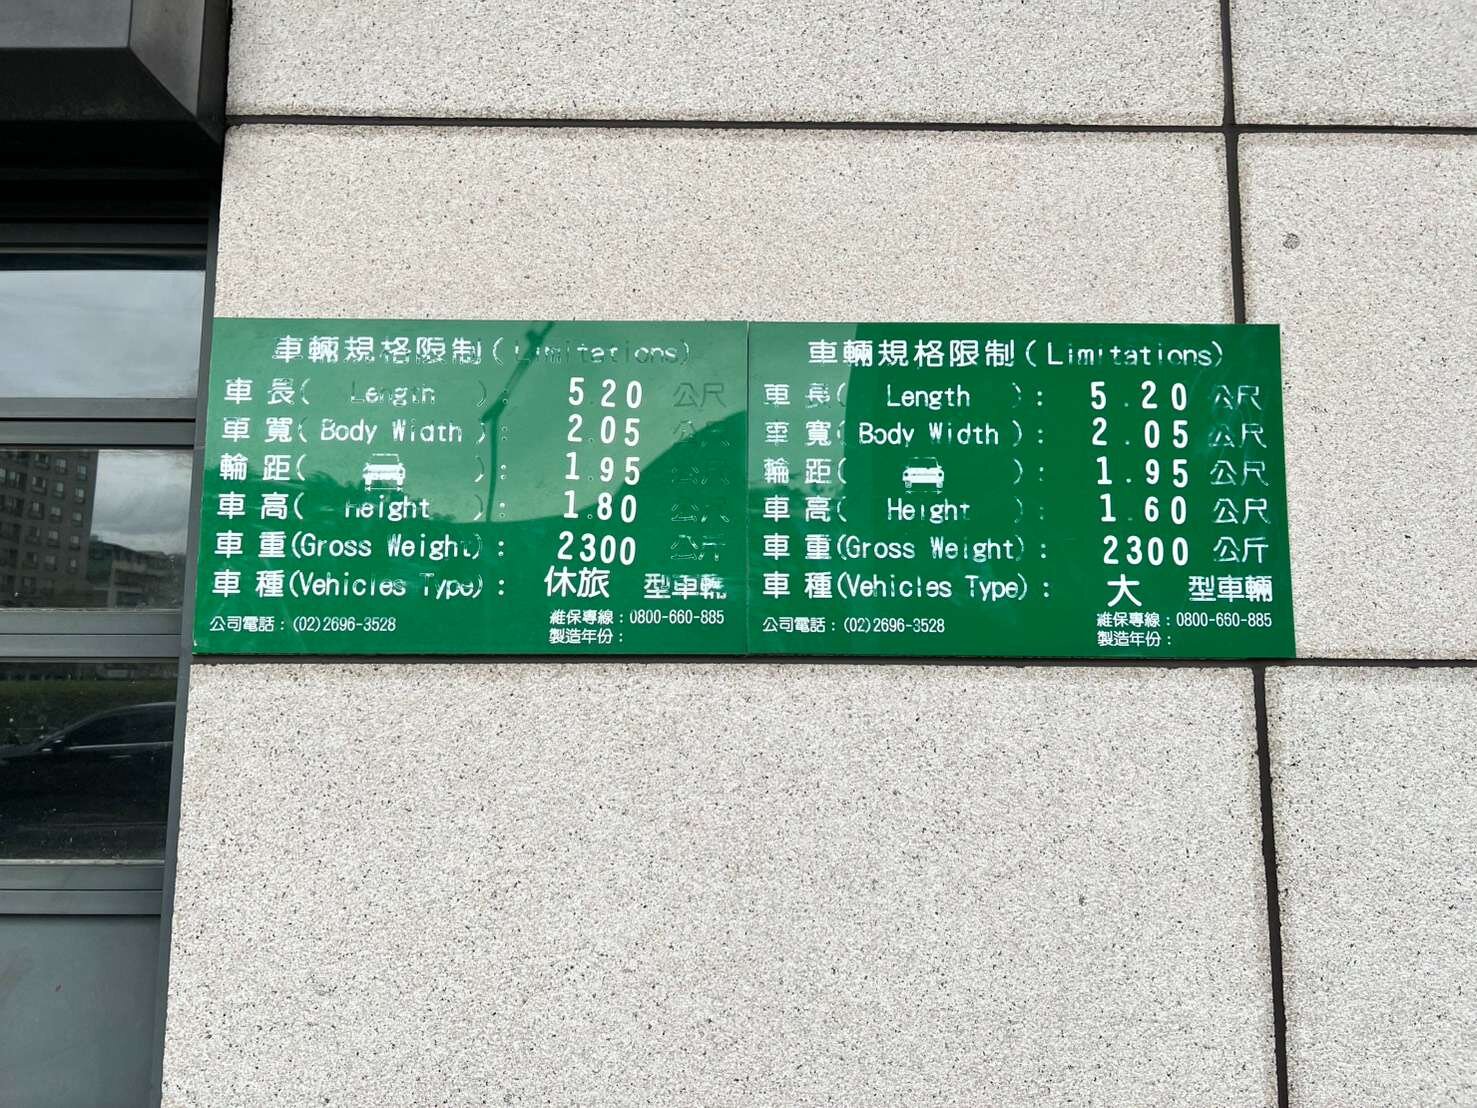 車輛規格限制(Limitations)
車長( Length ): 5.20 公尺
車寬( Body Width ): 2.05 公尺
輪距( ): 1.95 公尺
車高( Height ): 1.80 公尺
車重(Gross Weight): 2300 公斤
車種(Vehicles Type): 休旅 型車輛
公司電話:(02)2696-3528
維保專線:0800-660-885
製造年份:
車輛規格限制(Limitations)
車長( Length ): 5.20 公尺
車寬( Body Width ): 2.05 公尺
輪距( ): 1.95 公尺
車高( Height ): 1.60 公尺
車重(Gross Weight): 2300 公斤
車種(Vehicles Type): 大 型車輛
公司電話:(02)2696-3528
維保專線:0800-660-885
製造年份: